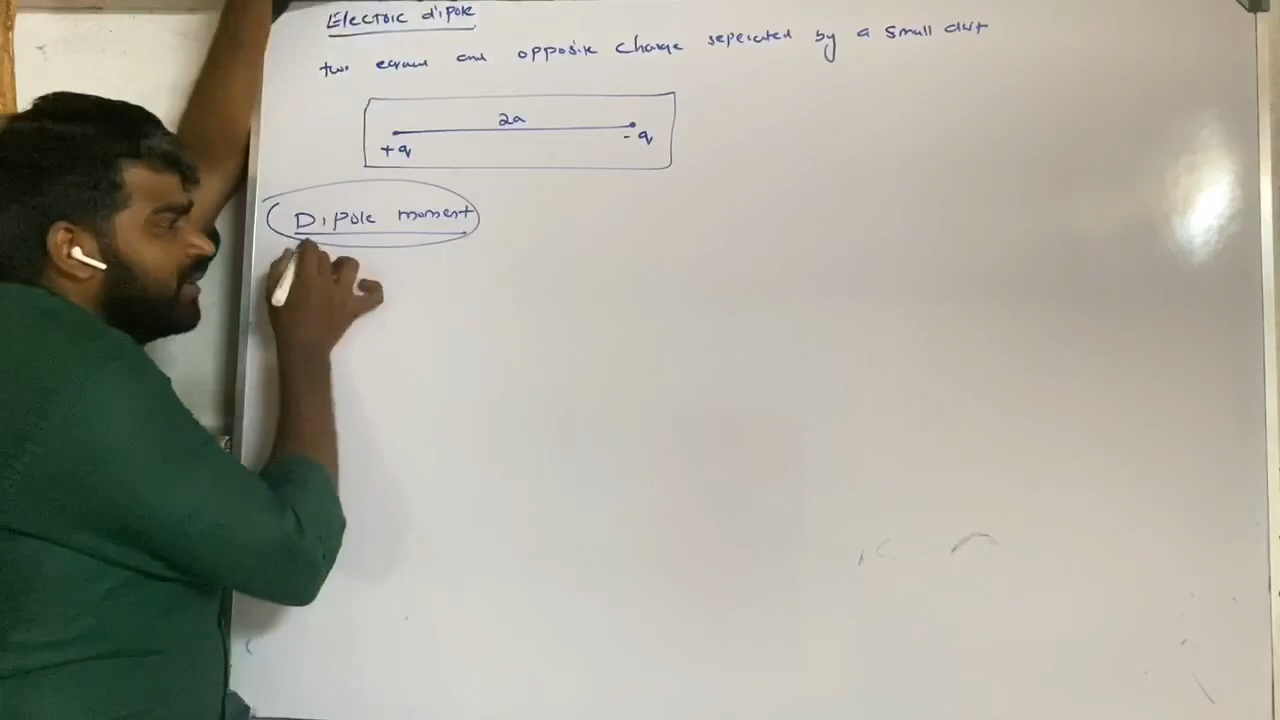 Electric dipole
two equal and opposite charge seperated by a small dist
2a
+q
- q
Dipole moment